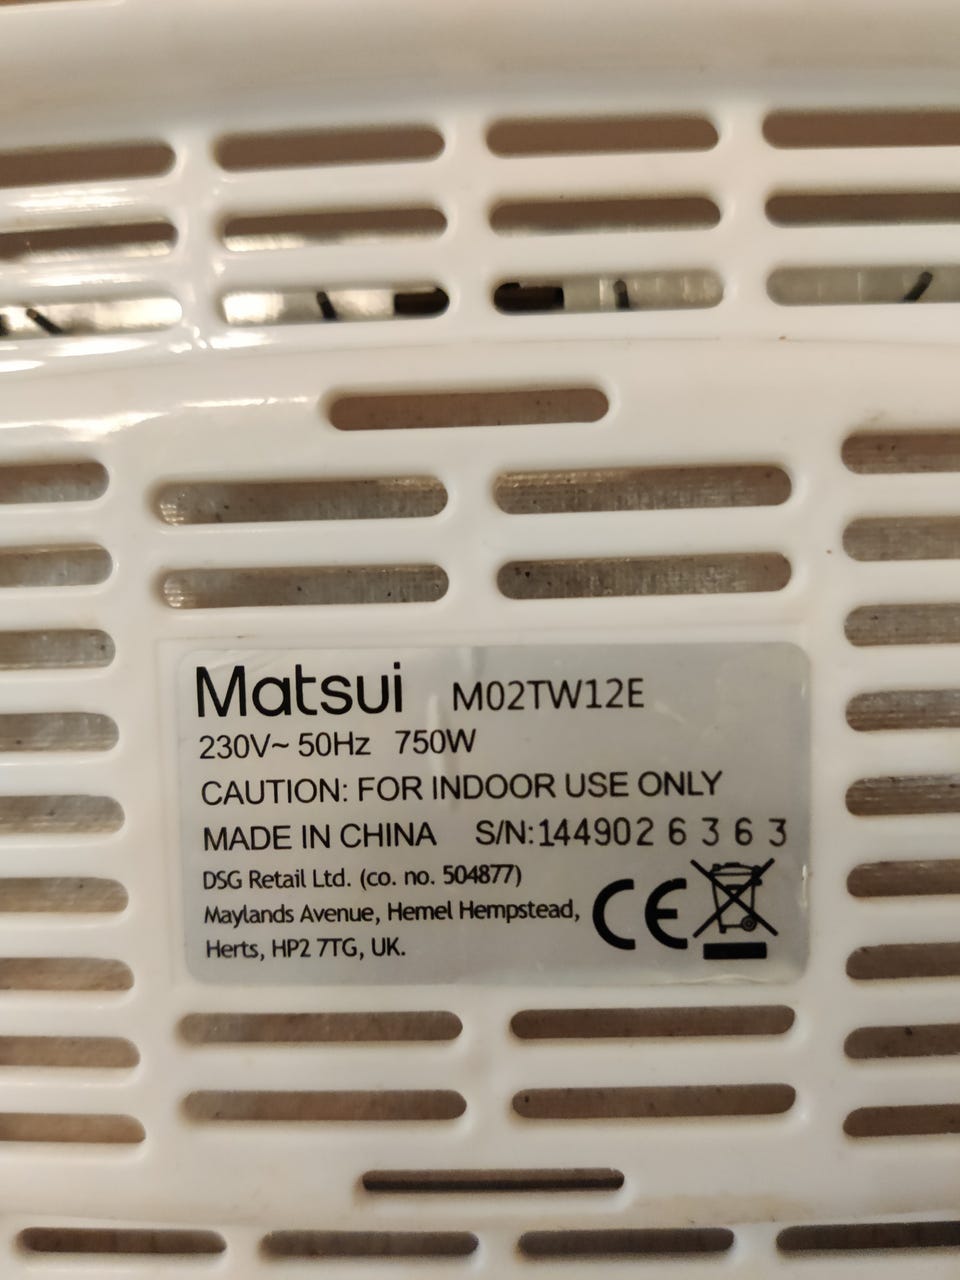 Matsui M02TW12E
230V~ 50Hz 750W
CAUTION: FOR INDOOR USE ONLY
MADE IN CHINA S/N:144902 6 3 6 3
DSG Retail Ltd. (co. no. 504877)
Maylands Avenue, Hemel Hempstead,
Herts, HP2 7TG, UK.
CE